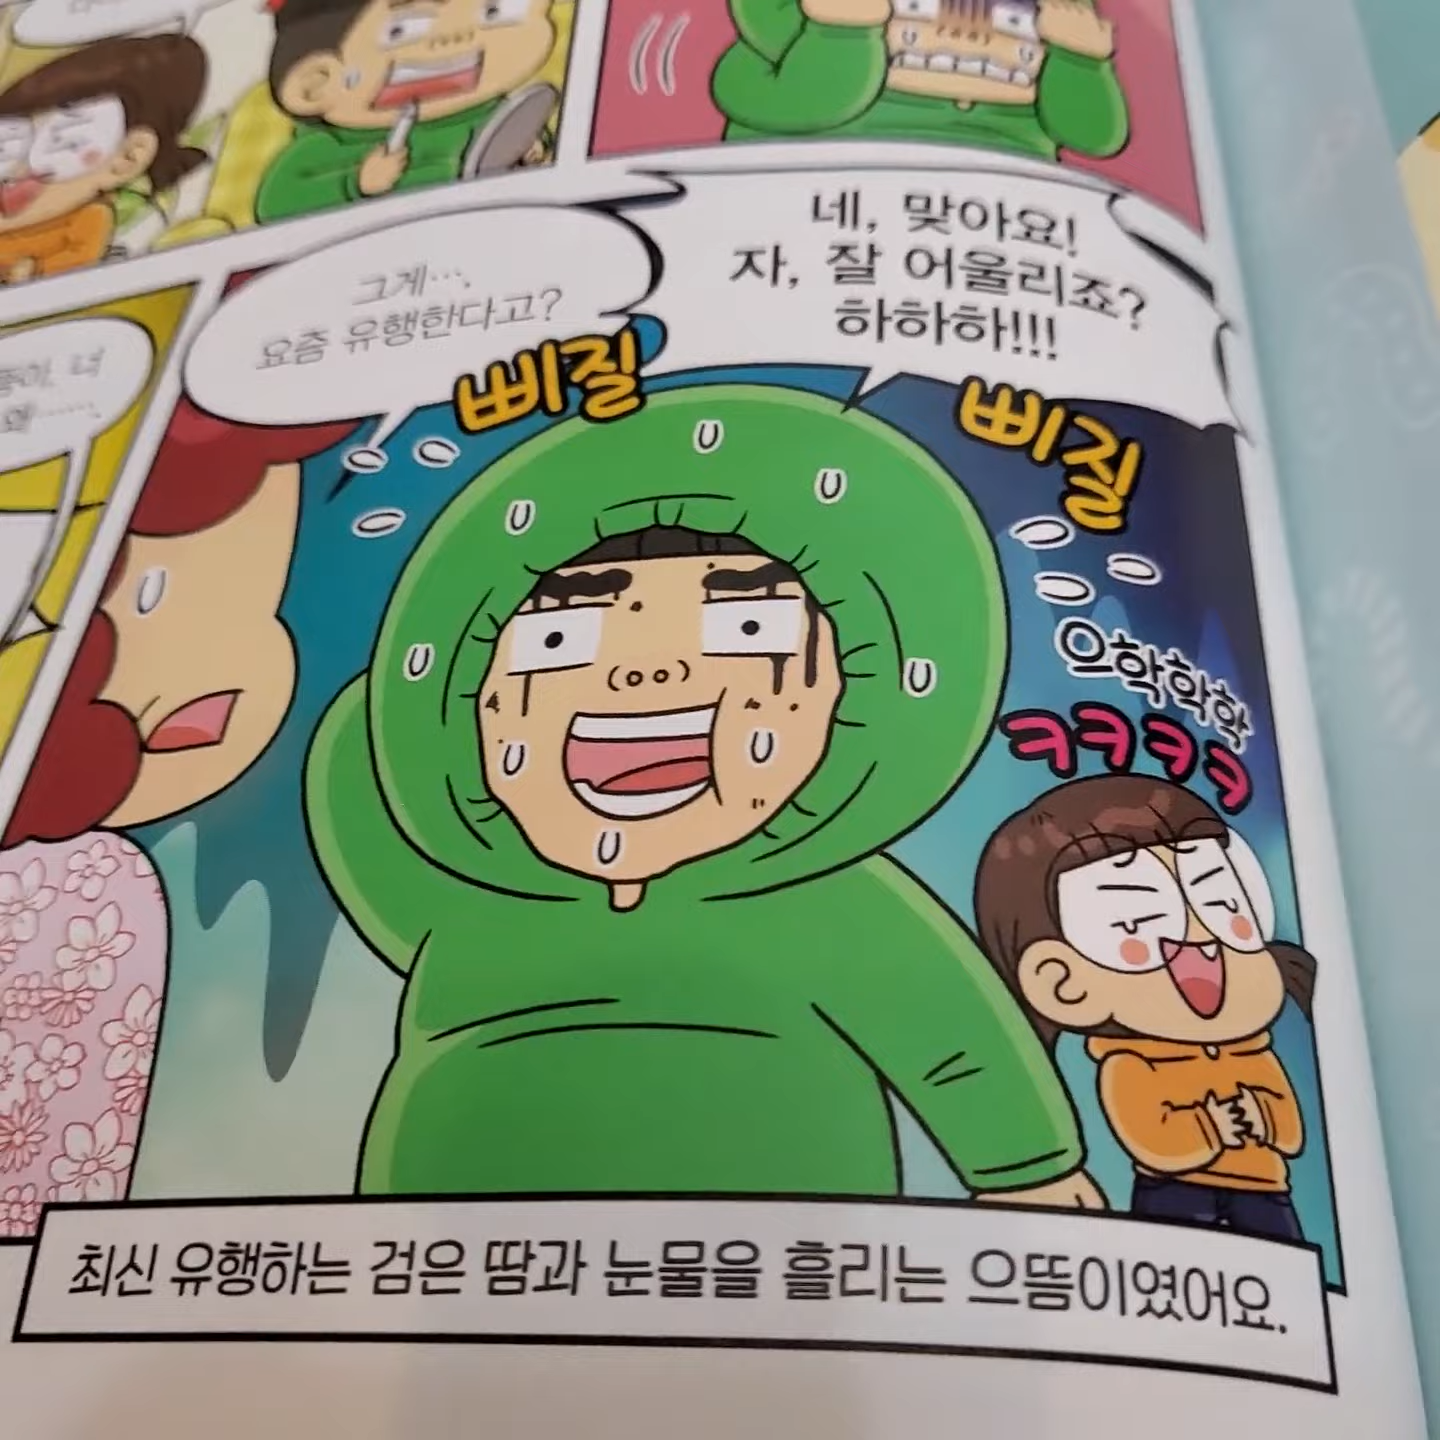 그게…,
요즘 유행한다고?
네, 맞아요!
자, 잘 어울리죠?
하하하!!!
너
왜……,
삐질
삐질
으학학학
ㅋㅋㅋㅋ
최신 유행하는 검은 땀과 눈물을 흘리는 으뜸이였어요.